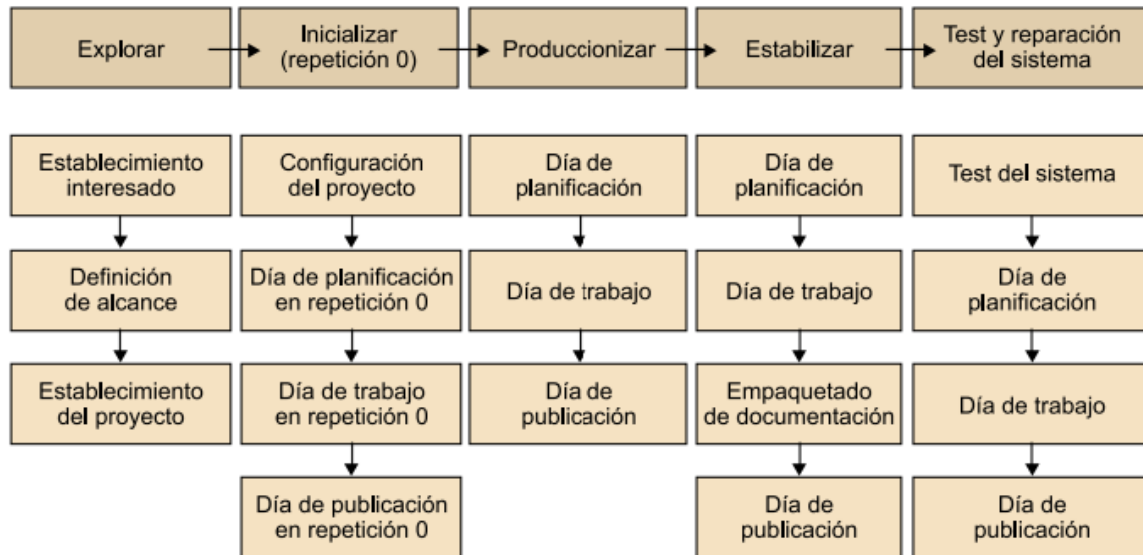 Explorar
Inicializar
(repetición 0)
Produccionizar
Estabilizar
Test y reparación
del sistema
Establecimiento
interesado
Configuración
del proyecto
Día de
planificación
Día de
planificación
Test del sistema
Definición
de alcance
Día de planificación
en repetición 0
Día de trabajo
Día de trabajo
Día de
planificación
Establecimiento
del proyecto
Día de trabajo
en repetición 0
Día de
publicación
Empaquetado
de documentación
Día de trabajo
Día de publicación
en repetición 0
Día de
publicación
Día de
publicación